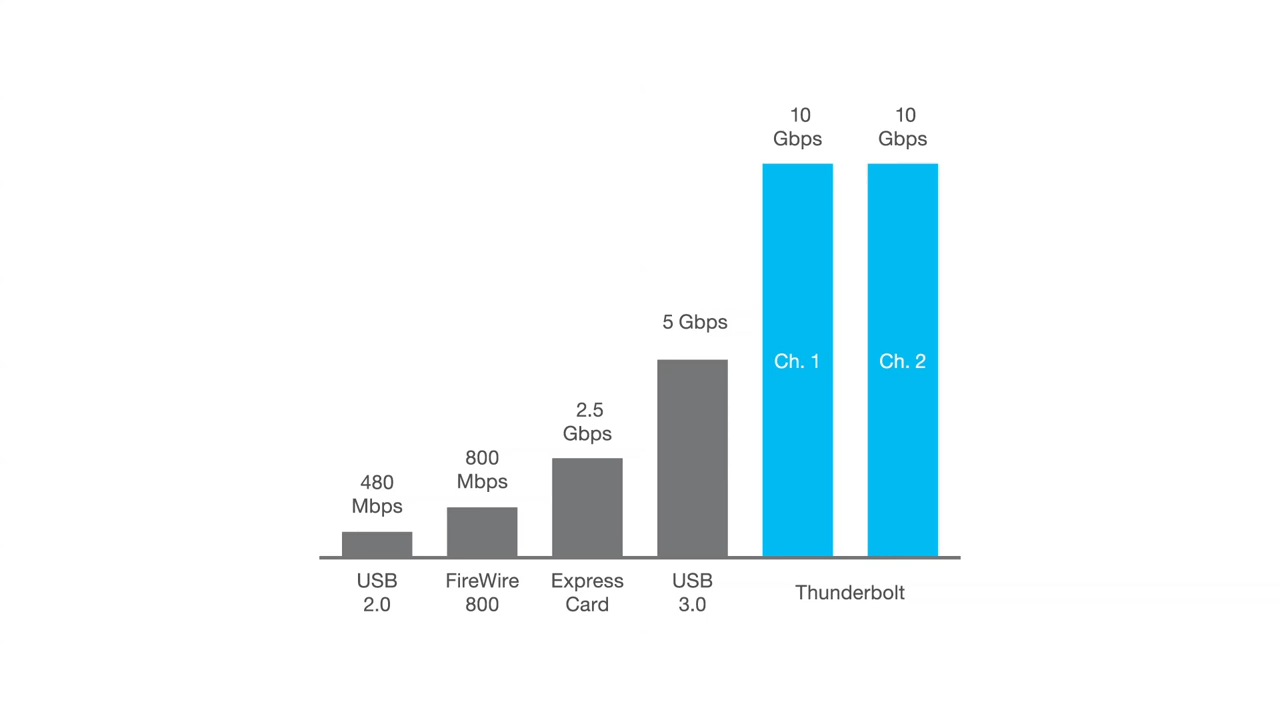 10
Gbps
10
Gbps
5 Gbps
Ch. 1
Ch. 2
2.5
Gbps
800
Mbps
480
Mbps
USB
2.0
FireWire
800
Express
Card
USB
3.0
Thunderbolt